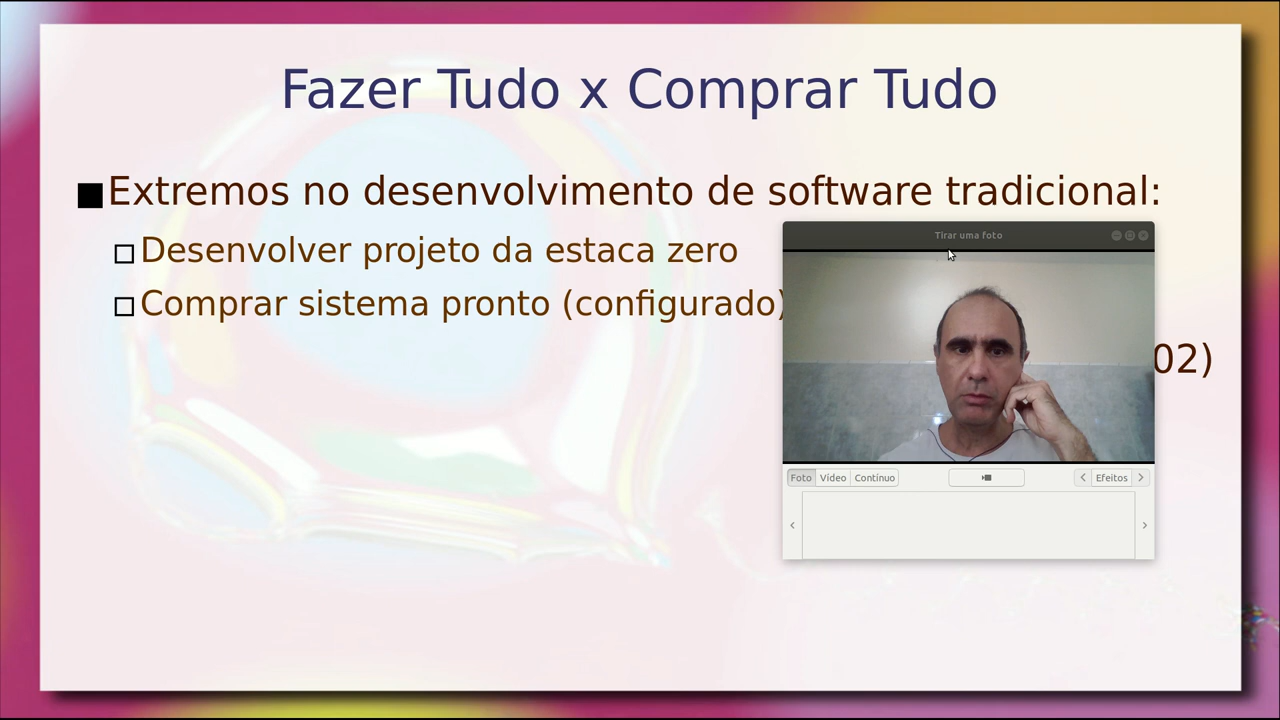 Fazer Tudo x Comprar Tudo
Extremos no desenvolvimento de software tradicional:
Desenvolver projeto da estaca zero
Comprar sistema pronto (configurado)
02)
Tirar uma foto
Foto Vídeo Contínuo Efeitos